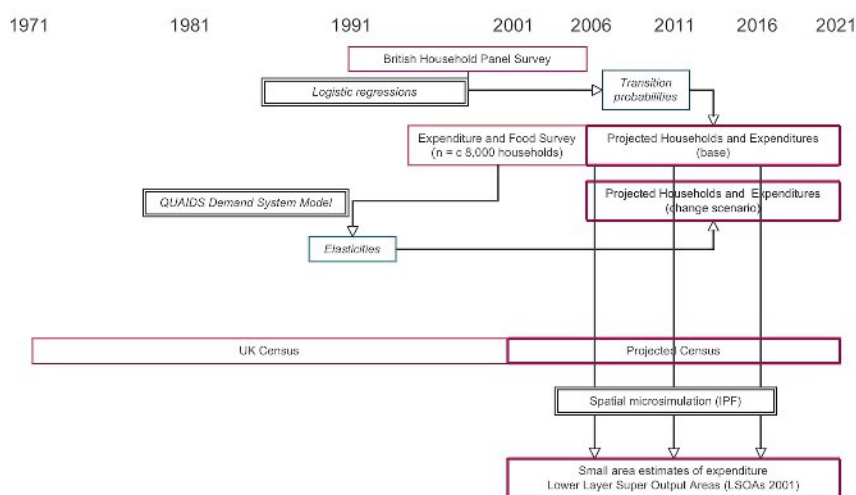 1971 1981 1991 2001 2006 2011 2016 2021
British Household Panel Survey
Logistic regressions
Transition
probabilities
Expenditure and Food Survey
(n = c 8,000 households)
Projected Households and Expenditures
(base)
QUAIDS Demand System Model
Projected Households and Expenditures
(change scenario)
Elasticities
UK Census
Projected Census
Spatial microsimulation (IPF)
Small area estimates of expenditure
Lower Layer Super Output Areas (LSOAs 2001)